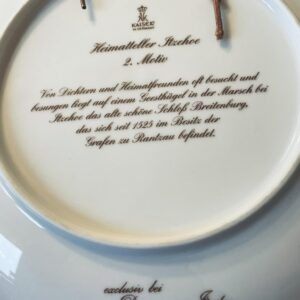 KAISER
W. GERMANY
Heimatteller Itzehoe
2. Motiv
Von Dichtern und Heimatfreunden oft besucht und
besungen liegt auf einem Geesthügel in der Marsch bei
Itzehoe das alte schöne Schloß Breitenburg,
das sich seit 1525 im Besitz der
Grafen zu Rantzau befindet.
exclusiv bei